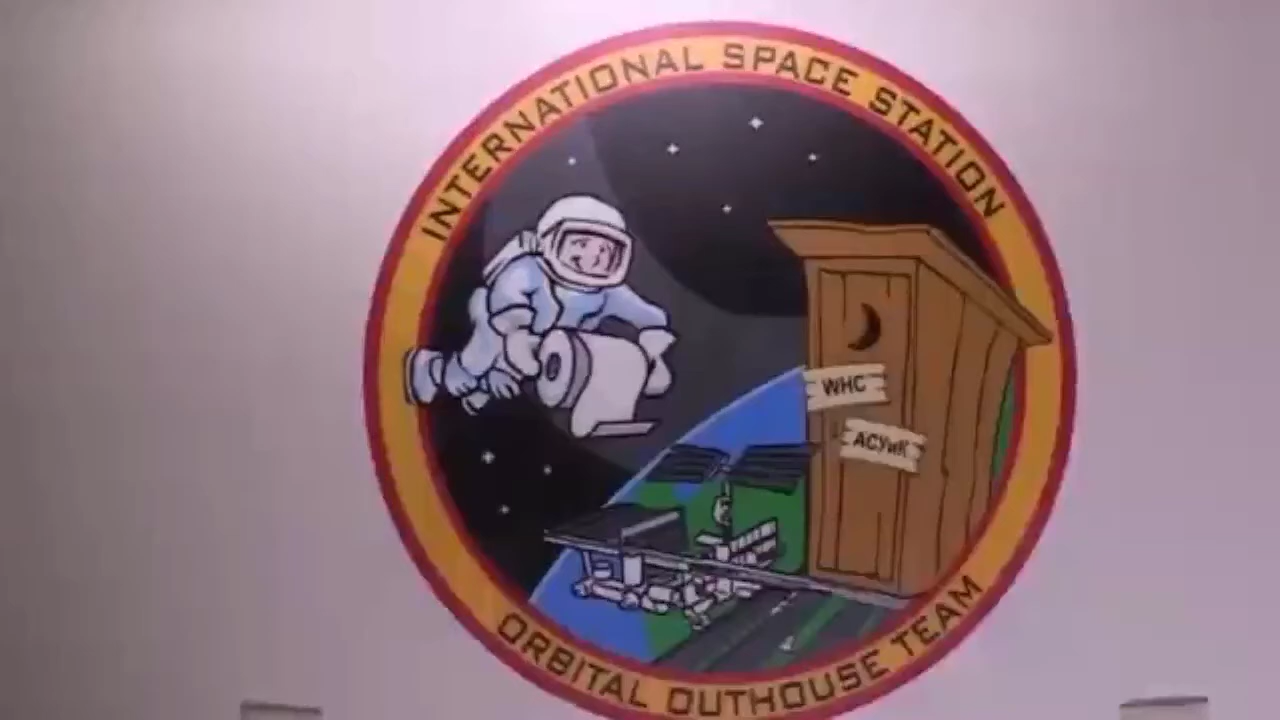 INTERNATIONAL SPACE STATION
WHC
АСУиК
ORBITAL OUTHOUSE TEAM